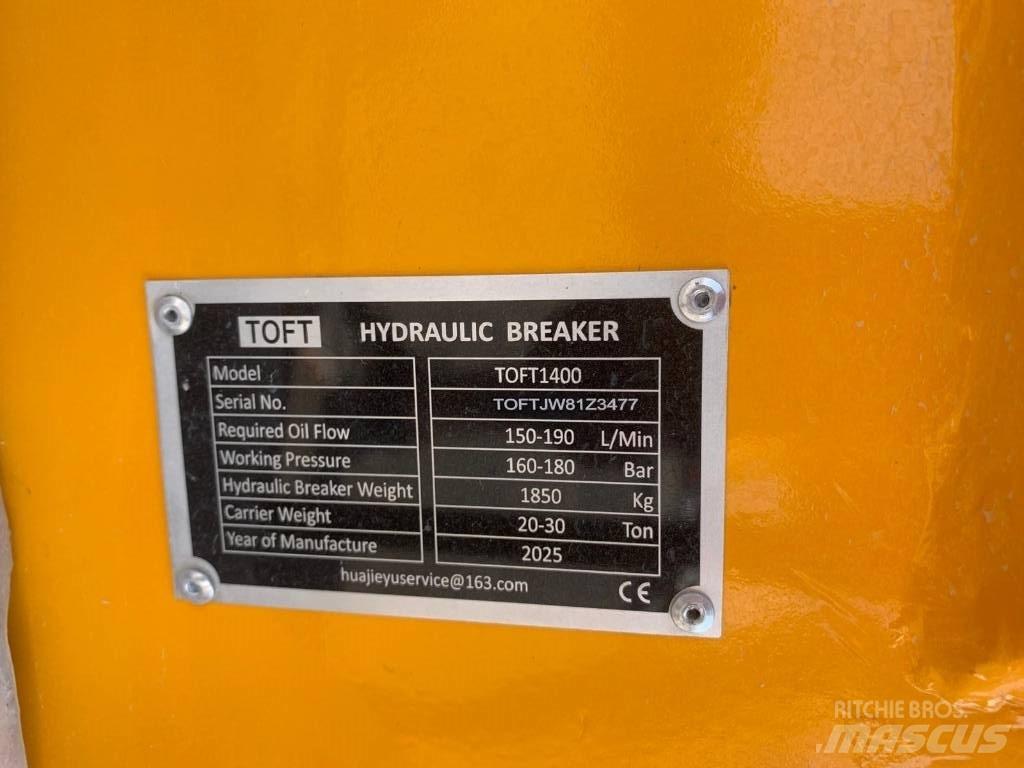 TOFT HYDRAULIC BREAKER
Model TOFT1400
Serial No. TOFTJW81Z3477
Required Oil Flow 150-190 L/Min
Working Pressure 160-180 Bar
Hydraulic Breaker Weight 1850 Kg
Carrier Weight 20-30 Ton
Year of Manufacture 2025
huajieyuservice@163.com CE
RITCHIE BROS.
MASCUS